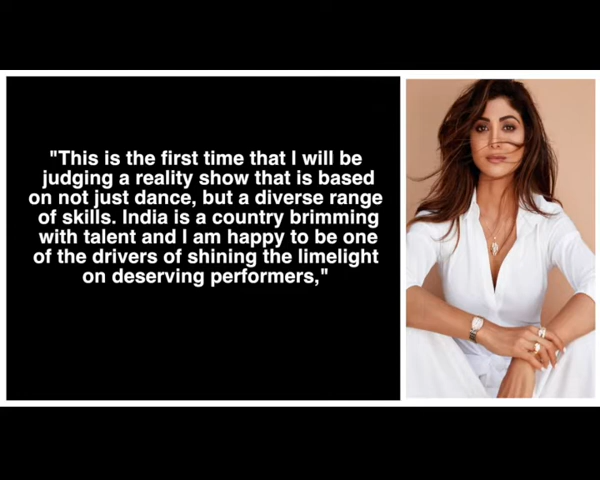 "This is the first time that I will be
judging a reality show that is based
on not just dance, but a diverse range
of skills. India is a country brimming
with talent and I am happy to be one
of the drivers of shining the limelight
on deserving performers,"